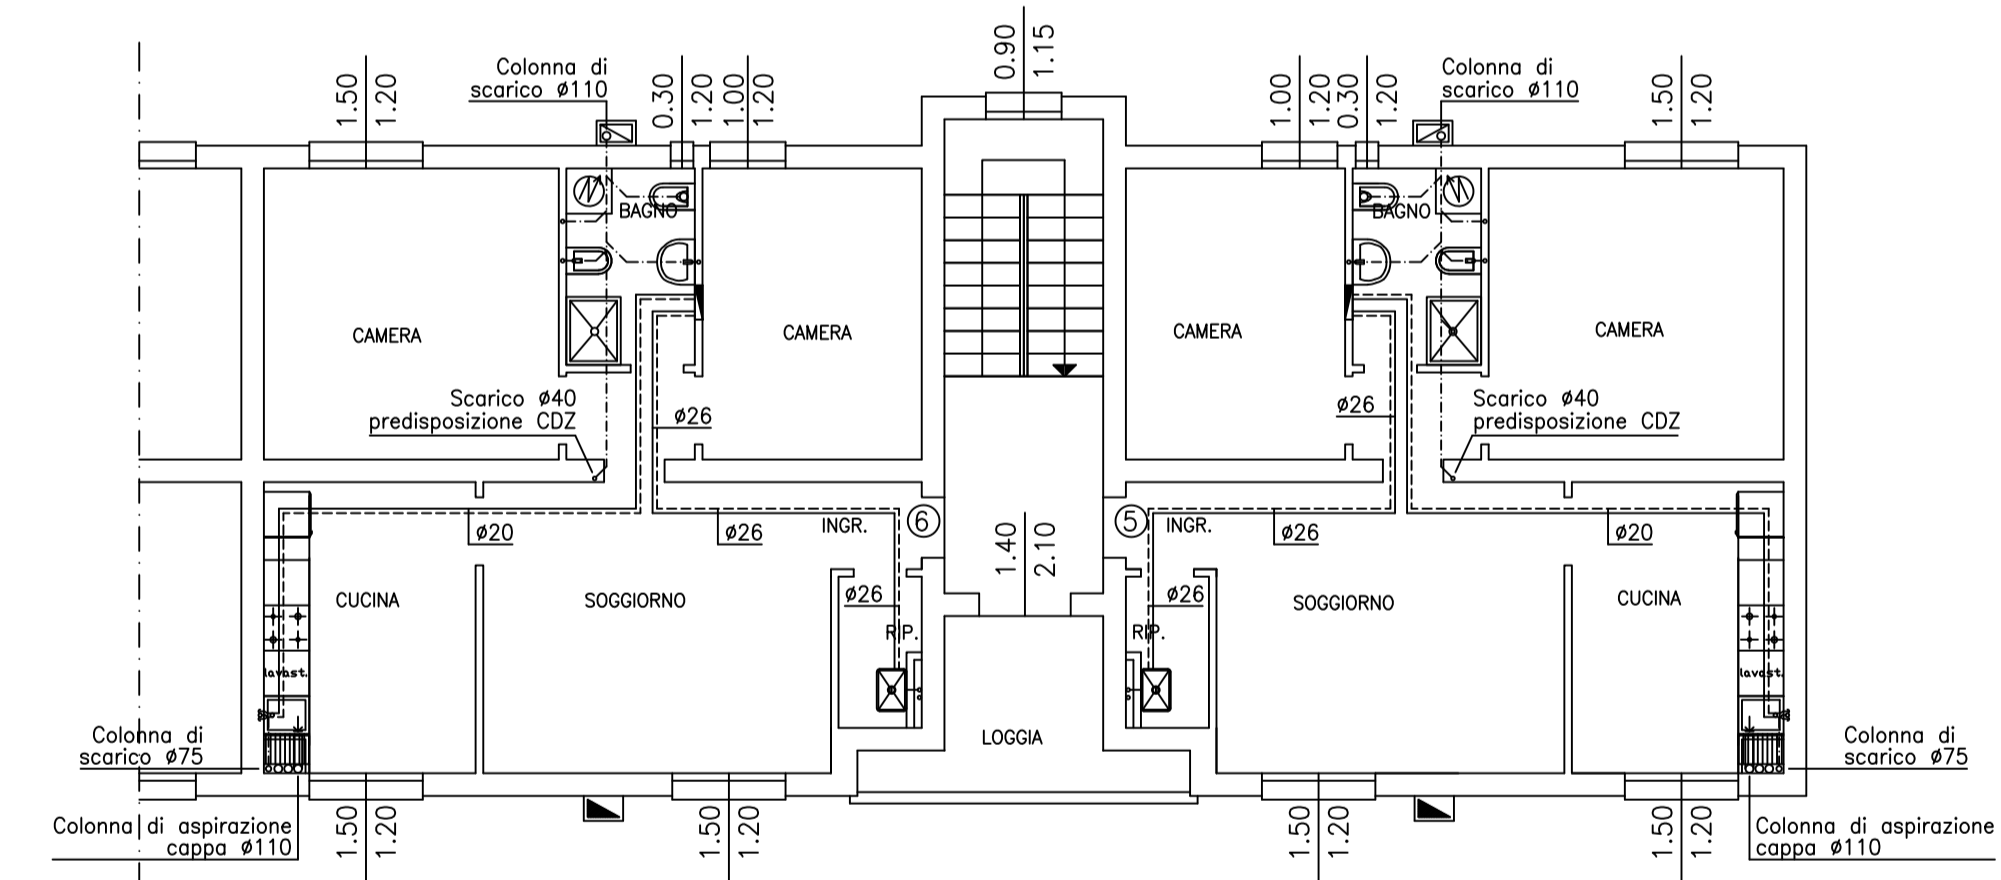 0.90
1.15
Colonna di
scarico ø110
Colonna di
scarico ø110
1.50
1.20
0.30
1.20
1.00
1.20
1.00
1.20
0.30
1.20
1.50
1.20
BAGNO
BAGNO
CAMERA
CAMERA
CAMERA
CAMERA
Scarico ø40
predisposizione CDZ
ø26
ø26
Scarico ø40
predisposizione CDZ
ø20
ø26
INGR.
6
5
INGR.
ø26
ø20
1.40
2.10
CUCINA
SOGGIORNO
ø26
ø26
SOGGIORNO
CUCINA
RIP.
RIP.
lavast.
lavast.
LOGGIA
Colonna di
scarico ø75
Colonna di
scarico ø75
Colonna di aspirazione
cappa ø110
1.50
1.20
1.50
1.20
1.50
1.20
1.50
1.20
Colonna di aspirazione
cappa ø110